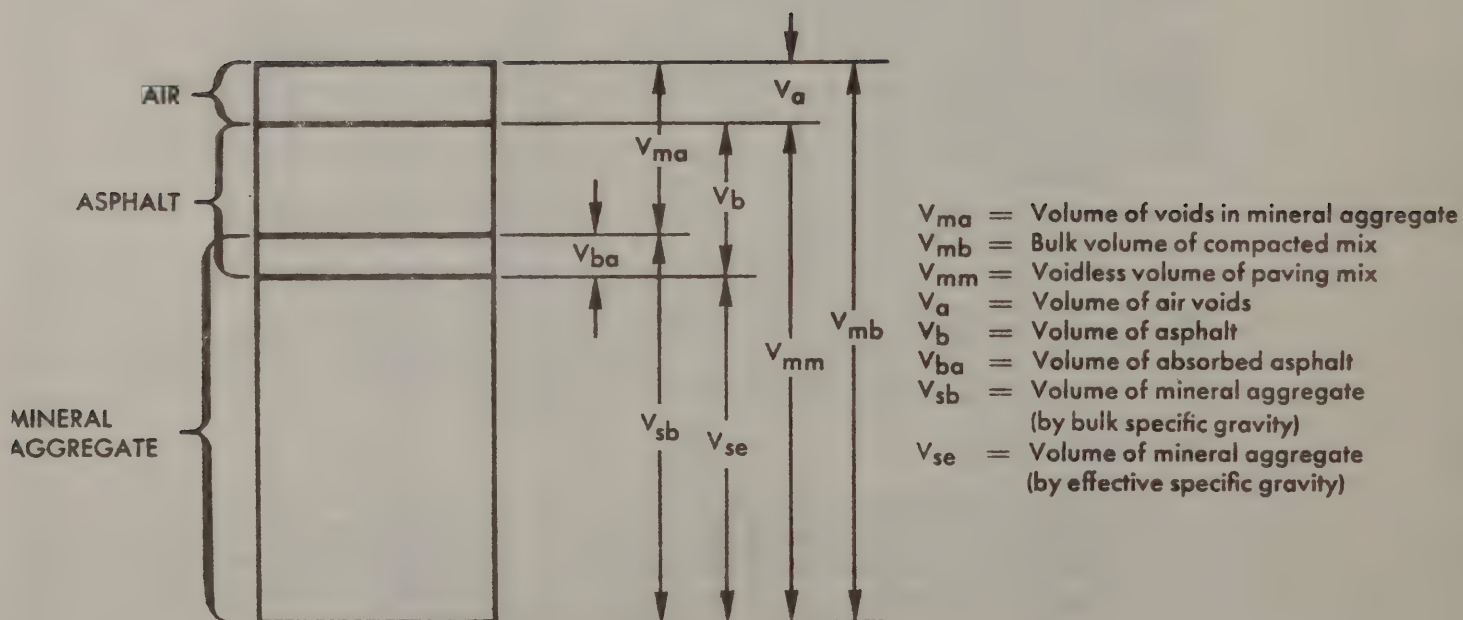 AIR
ASPHALT
MINERAL
AGGREGATE
Va
Vma
Vb
Vba
Vmb
Vmm
Vsb
Vse
Vma = Volume of voids in mineral aggregate
Vmb = Bulk volume of compacted mix
Vmm = Voidless volume of paving mix
Va = Volume of air voids
Vb = Volume of asphalt
Vba = Volume of absorbed asphalt
Vsb = Volume of mineral aggregate
(by bulk specific gravity)
Vse = Volume of mineral aggregate
(by effective specific gravity)